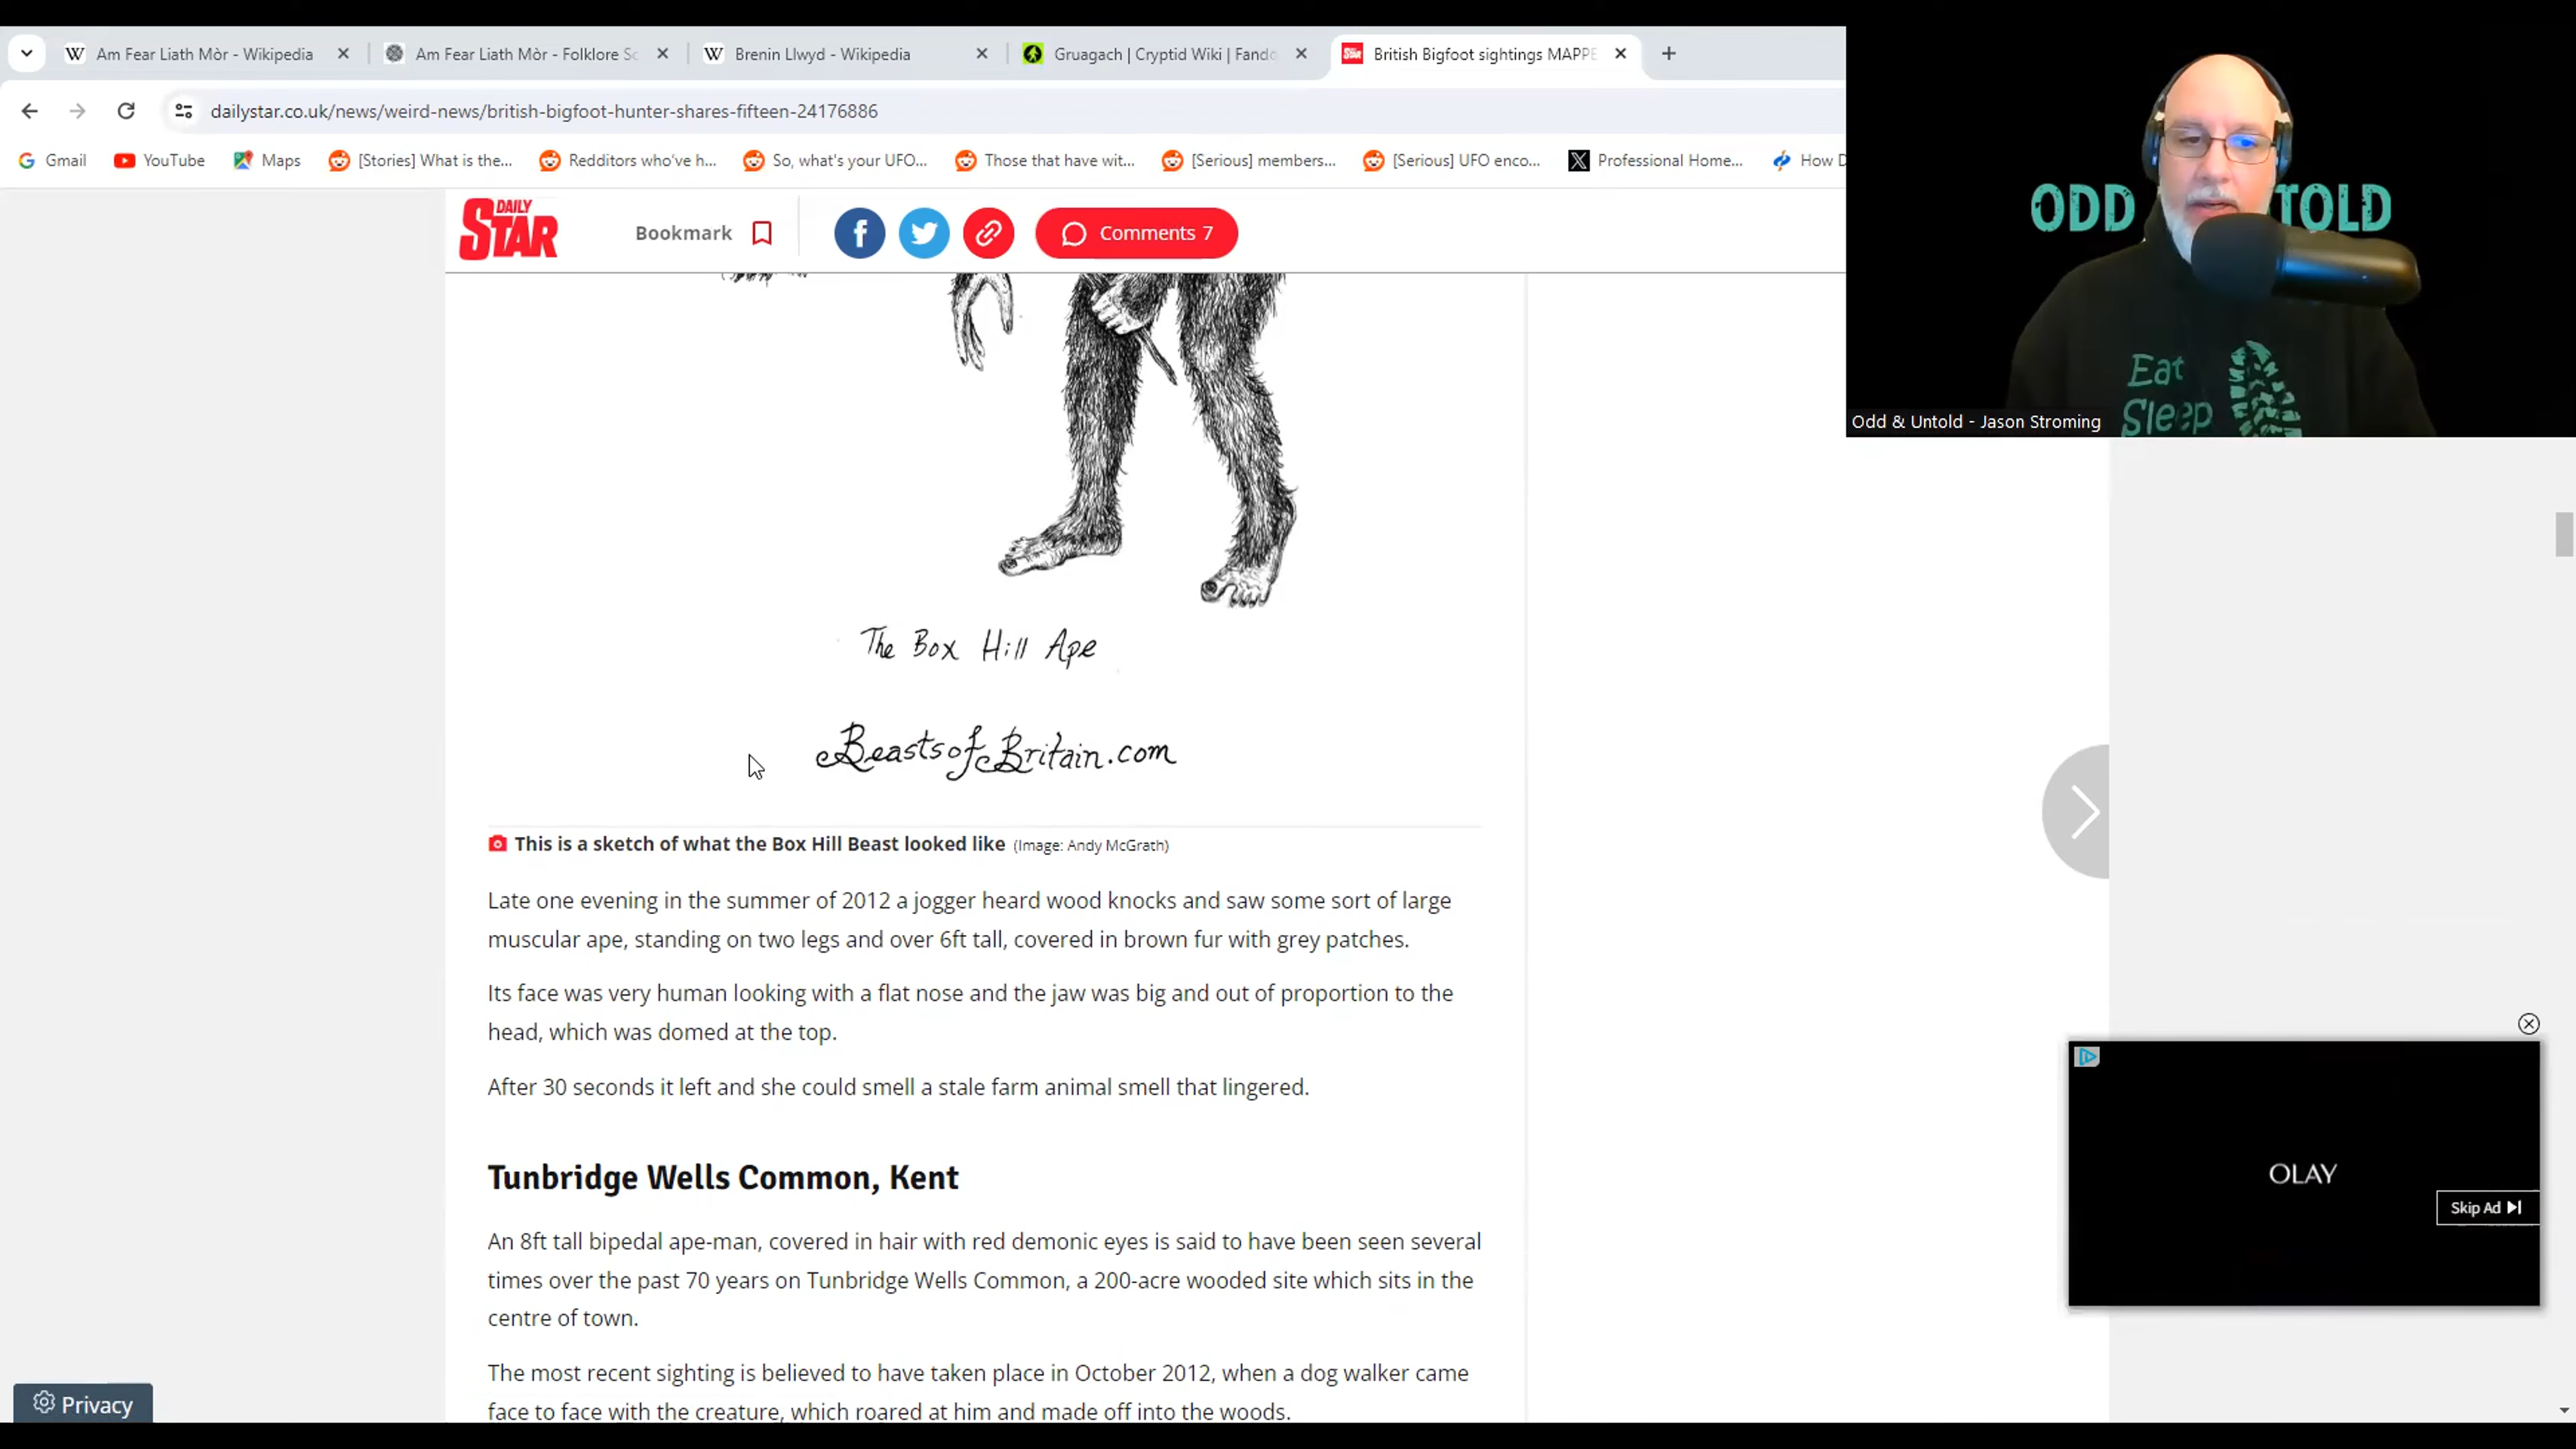 Am Fear Liath Mòr - Wikipedia
Am Fear Liath Mòr - Folklore Sc
Brenin Llwyd - Wikipedia
Gruagach | Cryptid Wiki | Fando
British Bigfoot sightings MAPPE
dailystar.co.uk/news/weird-news/british-bigfoot-hunter-shares-fifteen-24176886
Gmail
YouTube
Maps
[Stories] What is the...
Redditors who've h...
So, what's your UFO...
Those that have wit...
[Serious] members...
[Serious] UFO enco...
Professional Home...
How D
DAILY
STAR
Bookmark
Comments 7
ODD
TOLD
Eat
Sleep
Odd & Untold - Jason Stroming
The Box Hill Ape
BeastsofBritain.com
This is a sketch of what the Box Hill Beast looked like (Image: Andy McGrath)
Late one evening in the summer of 2012 a jogger heard wood knocks and saw some sort of large
muscular ape, standing on two legs and over 6ft tall, covered in brown fur with grey patches.
Its face was very human looking with a flat nose and the jaw was big and out of proportion to the
head, which was domed at the top.
After 30 seconds it left and she could smell a stale farm animal smell that lingered.
Tunbridge Wells Common, Kent
An 8ft tall bipedal ape-man, covered in hair with red demonic eyes is said to have been seen several
times over the past 70 years on Tunbridge Wells Common, a 200-acre wooded site which sits in the
centre of town.
The most recent sighting is believed to have taken place in October 2012, when a dog walker came
face to face with the creature, which roared at him and made off into the woods.
OLAY
Skip Ad
Privacy